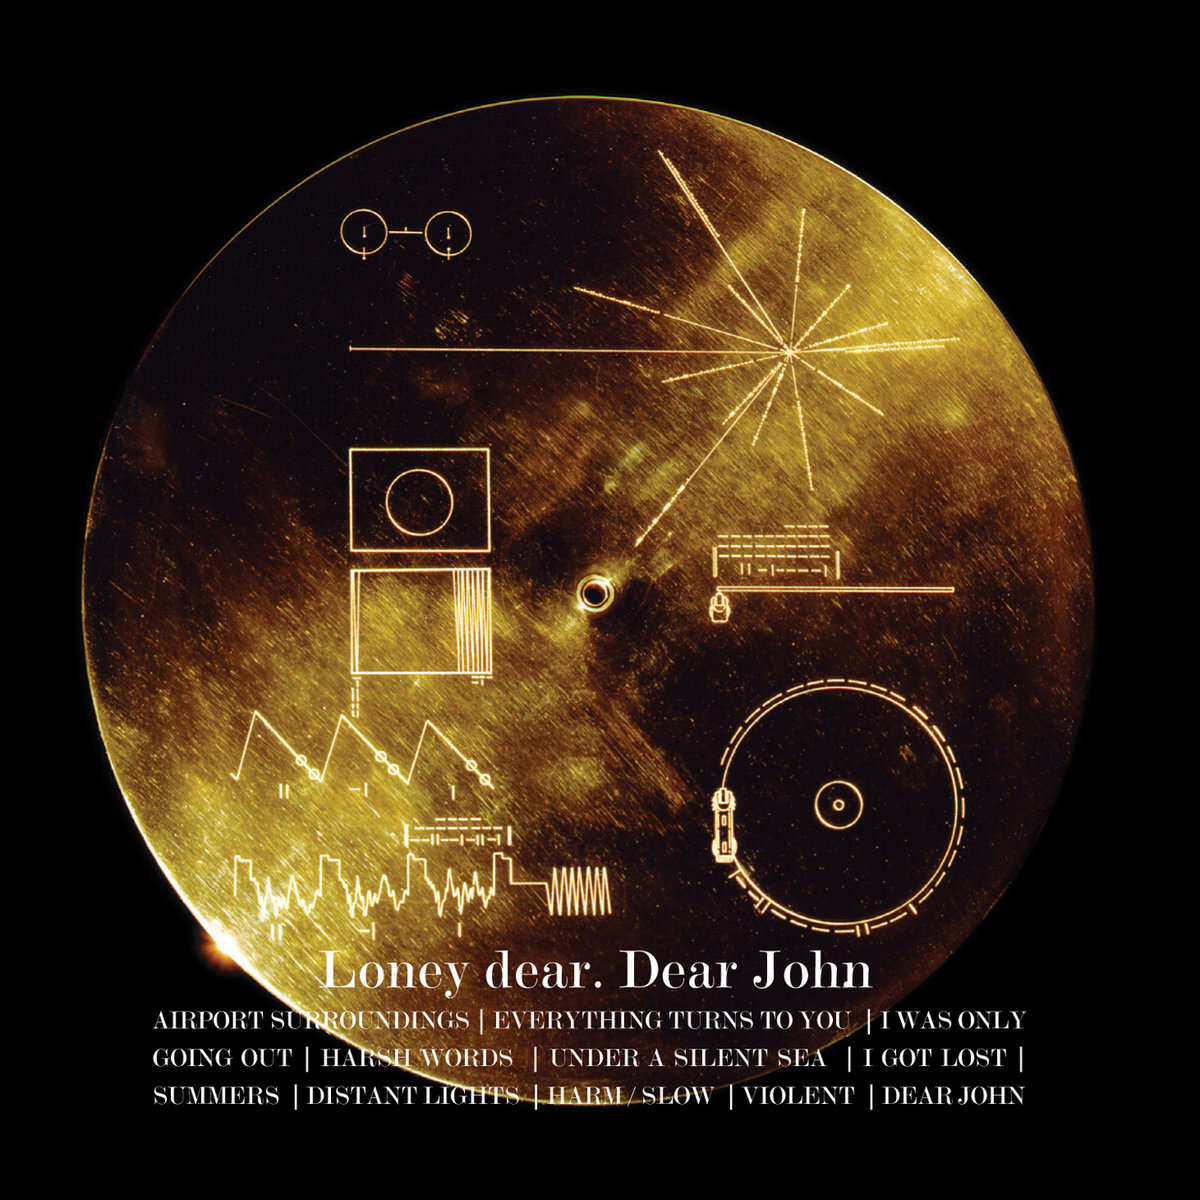 Loney dear. Dear John
AIRPORT SURROUNDINGS | EVERYTHING TURNS TO YOU | I WAS ONLY
GOING OUT | HARSH WORDS | UNDER A SILENT SEA | I GOT LOST |
SUMMERS | DISTANT LIGHTS | HARM / SLOW | VIOLENT | DEAR JOHN